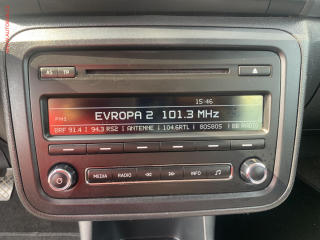 AS TP
15:46
FM1
EVROPA 2 101.3 MHz
BRF 91.4 | 94.3 RS2 | ANTENNE | 104.6RTL | 80S80S | BB RADIO
MEDIA RADIO INFO